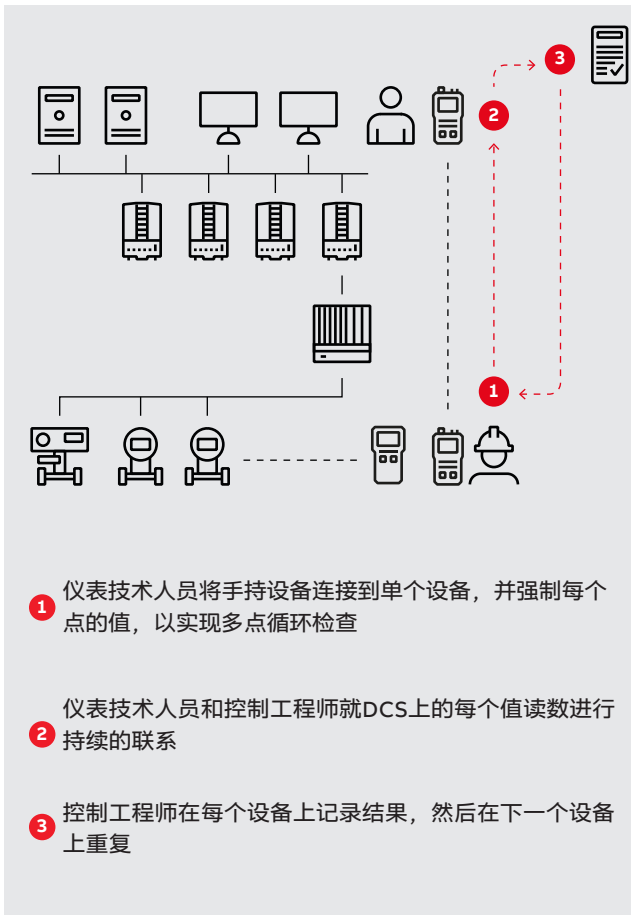 3
2
1
1 仪表技术人员将手持设备连接到单个设备，并强制每个
点的值，以实现多点循环检查
2 仪表技术人员和控制工程师就DCS上的每个值读数进行
持续的联系
3 控制工程师在每个设备上记录结果，然后在下一个设备
上重复